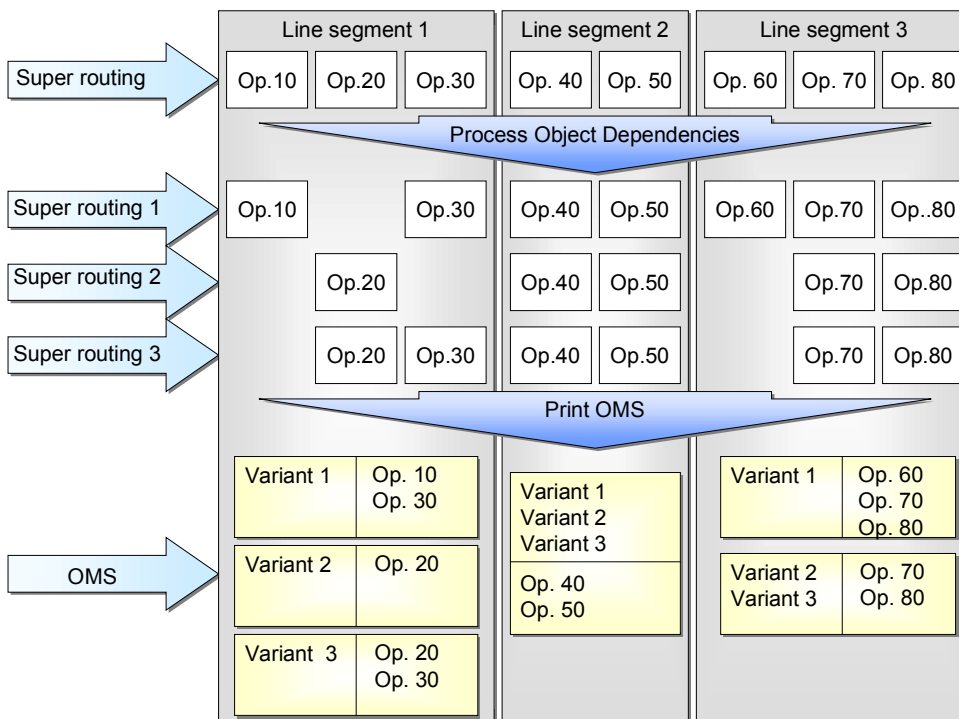 Line segment 1 Line segment 2 Line segment 3
Super routing Op.10 Op.20 Op.30 Op. 40 Op. 50 Op. 60 Op. 70 Op. 80
Process Object Dependencies
Super routing 1 Op.10 Op.30 Op.40 Op.50 Op.60 Op.70 Op..80
Super routing 2 Op.20 Op.40 Op.50 Op.70 Op.80
Super routing 3 Op.20 Op.30 Op.40 Op.50 Op.70 Op.80
Print OMS
OMS
Variant 1 Op. 10
Op. 30
Variant 2 Op. 20
Variant 3 Op. 20
Op. 30
Variant 1
Variant 2
Variant 3
Op. 40
Op. 50
Variant 1 Op. 60
Op. 70
Op. 80
Variant 2 Op. 70
Variant 3 Op. 80